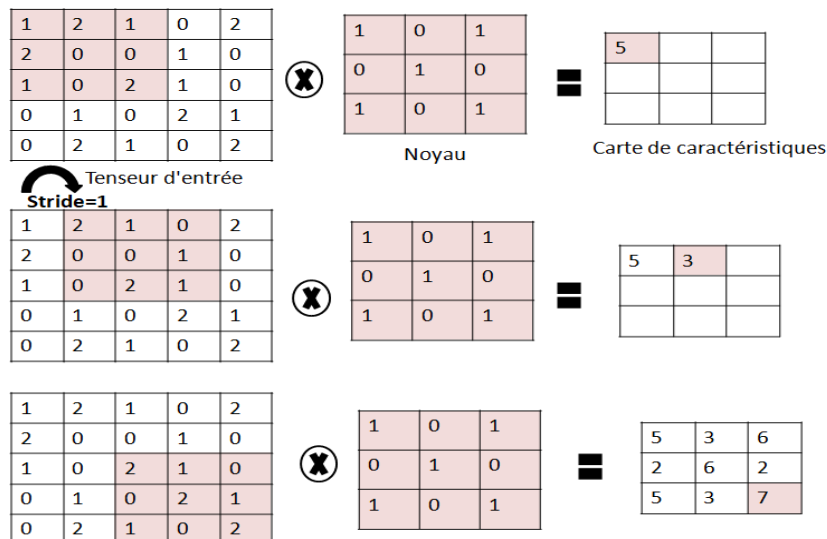 1 2 1 0 2 1 0 1
2 0 0 1 0 0 1 0 5
1 0 2 1 0 1 0 1
0 1 0 2 1
0 2 1 0 2
Noyau Carte de caractéristiques
Tenseur d'entrée
Stride=1
1 2 1 0 2 1 0 1
2 0 0 1 0 0 1 0 5 3
1 0 2 1 0 1 0 1
0 1 0 2 1
0 2 1 0 2
1 2 1 0 2 1 0 1
2 0 0 1 0 0 1 0 5 3 6
1 0 2 1 0 1 0 1 2 6 2
0 1 0 2 1 5 3 7
0 2 1 0 2